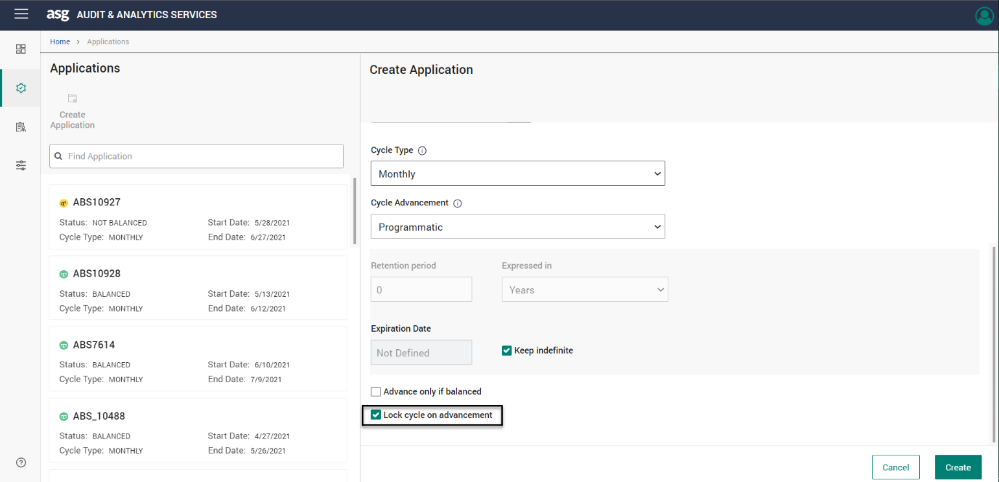 asg AUDIT & ANALYTICS SERVICES
Home > Applications
Applications
Create
Application
Find Application
ABS10927
Status: NOT BALANCED Start Date: 5/28/2021
Cycle Type: MONTHLY End Date: 6/27/2021
ABS10928
Status: BALANCED Start Date: 5/13/2021
Cycle Type: MONTHLY End Date: 6/12/2021
ABS7614
Status: BALANCED Start Date: 6/10/2021
Cycle Type: MONTHLY End Date: 7/9/2021
ABS_10488
Status: BALANCED Start Date: 4/27/2021
Cycle Type: MONTHLY End Date: 5/26/2021
Create Application
Cycle Type
Monthly
Cycle Advancement
Programmatic
Retention period Expressed in
0 Years
Expiration Date
Not Defined Keep indefinite
Advance only if balanced
Lock cycle on advancement
Cancel Create